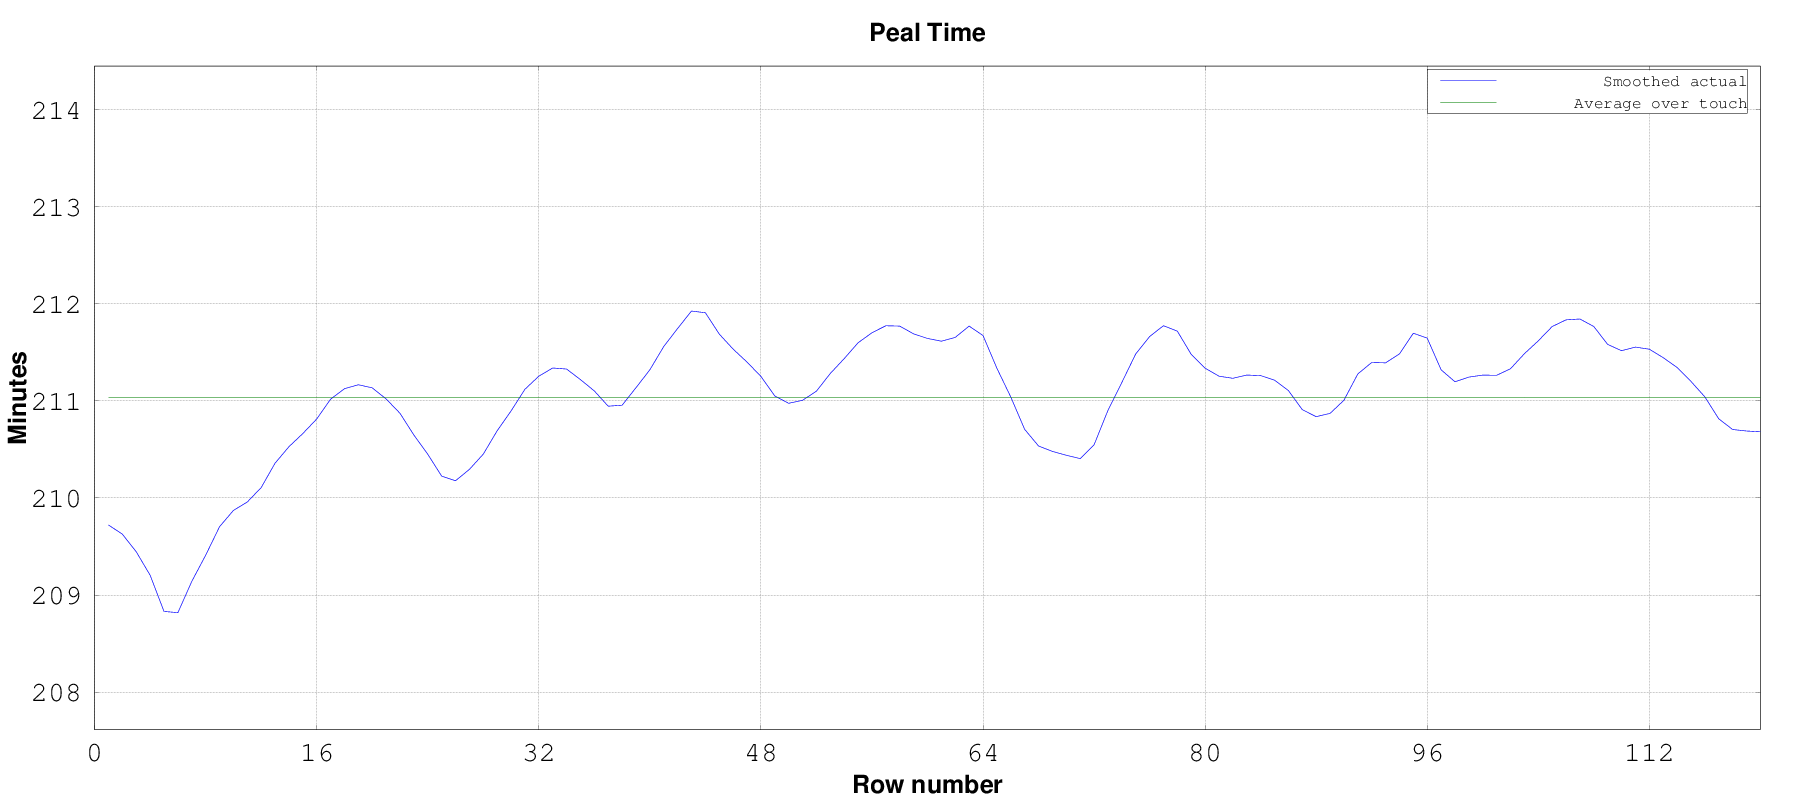 Peal Time
Smoothed actual
Average over touch
214
213
212
211
210
209
208
Minutes
0 16 32 48 64 80 96 112
Row number